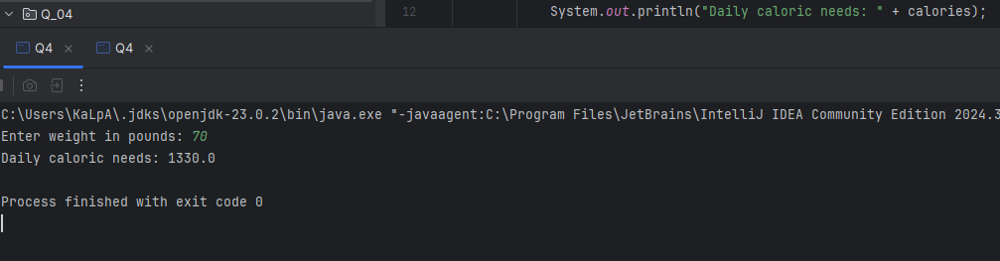 Q_04
12 System.out.println("Daily caloric needs: " + calories);
Q4 Q4
C:\Users\KaLpA\.jdks\openjdk-23.0.2\bin\java.exe "-javaagent:C:\Program Files\JetBrains\IntelliJ IDEA Community Edition 2024.3
Enter weight in pounds: 70
Daily caloric needs: 1330.0
Process finished with exit code 0